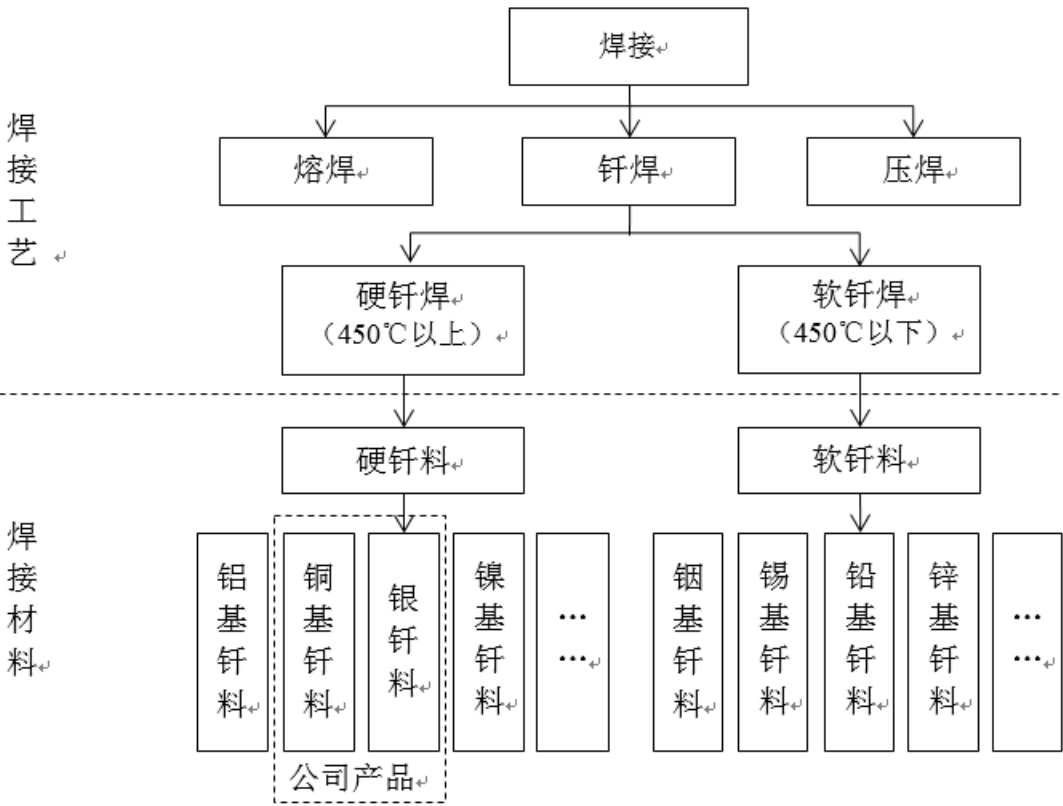 焊接
焊接工艺
熔焊
钎焊
压焊
硬钎焊
（450℃以上）
软钎焊
（450℃以下）
硬钎料
软钎料
焊接材料
铝基钎料
铜基钎料
银钎料
镍基钎料
……
铟基钎料
锡基钎料
铅基钎料
锌基钎料
……
公司产品